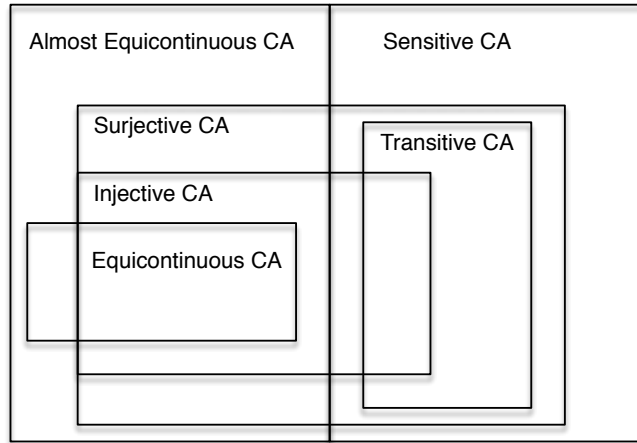 Almost Equicontinuous CA
Sensitive CA
Surjective CA
Transitive CA
Injective CA
Equicontinuous CA